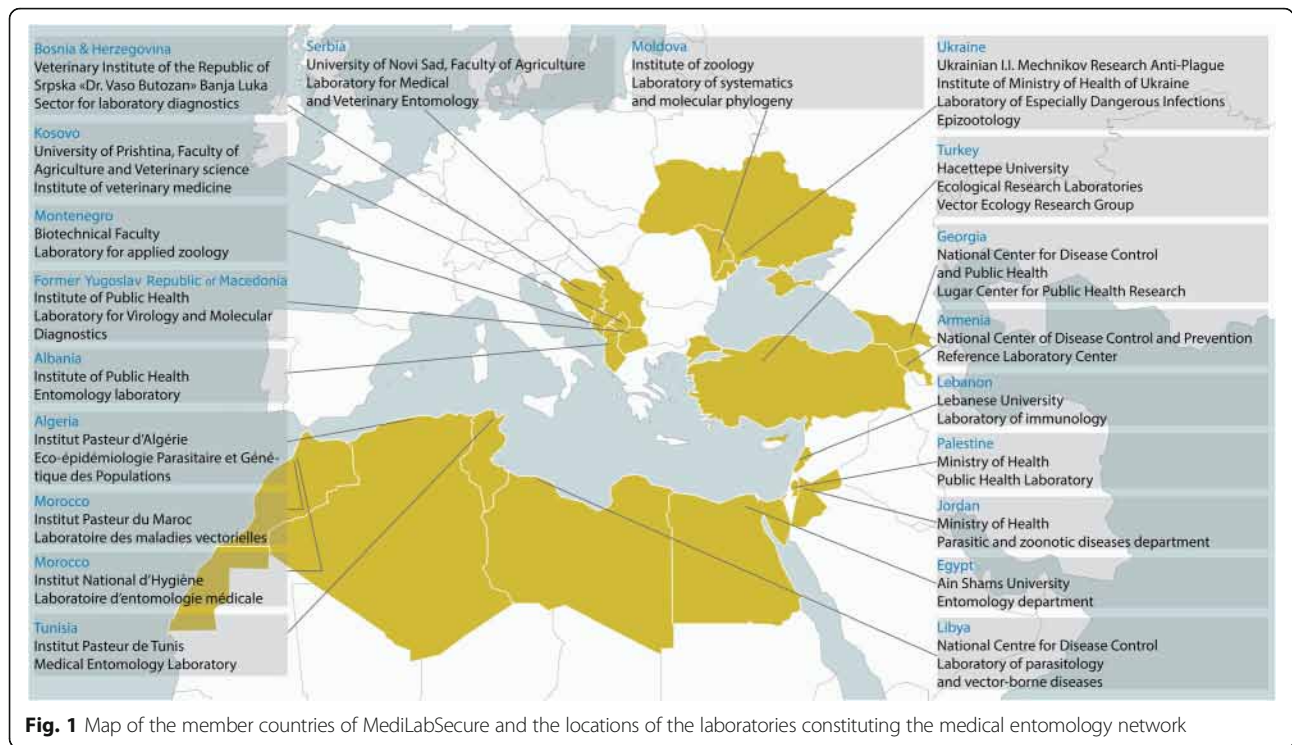 Bosnia & Herzegovina
Veterinary Institute of the Republic of
Srpska «Dr. Vaso Butozan» Banja Luka
Sector for laboratory diagnostics
Kosovo
University of Prishtina, Faculty of
Agriculture and Veterinary science
Institute of veterinary medicine
Montenegro
Biotechnical Faculty
Laboratory for applied zoology
Former Yugoslav Republic of Macedonia
Institute of Public Health
Laboratory for Virology and Molecular
Diagnostics
Albania
Institute of Public Health
Entomology laboratory
Algeria
Institut Pasteur d'Algérie
Eco-épidémiologie Parasitaire et Géné-
tique des Populations
Morocco
Institut Pasteur du Maroc
Laboratoire des maladies vectorielles
Morocco
Institut National d'Hygiène
Laboratoire d'entomologie médicale
Tunisia
Institut Pasteur de Tunis
Medical Entomology Laboratory
Serbia
University of Novi Sad, Faculty of Agriculture
Laboratory for Medical
and Veterinary Entomology
Moldova
Institute of zoology
Laboratory of systematics
and molecular phylogeny
Ukraine
Ukrainian I.I. Mechnikov Research Anti-Plague
Institute of Ministry of Health of Ukraine
Laboratory of Especially Dangerous Infections
Epizootology
Turkey
Hacettepe University
Ecological Research Laboratories
Vector Ecology Research Group
Georgia
National Center for Disease Control
and Public Health
Lugar Center for Public Health Research
Armenia
National Center of Disease Control and Prevention
Reference Laboratory Center
Lebanon
Lebanese University
Laboratory of immunology
Palestine
Ministry of Health
Public Health Laboratory
Jordan
Ministry of Health
Parasitic and zoonotic diseases department
Egypt
Ain Shams University
Entomology department
Libya
National Centre for Disease Control
Laboratory of parasitology
and vector-borne diseases
Fig. 1 Map of the member countries of MediLabSecure and the locations of the laboratories constituting the medical entomology network